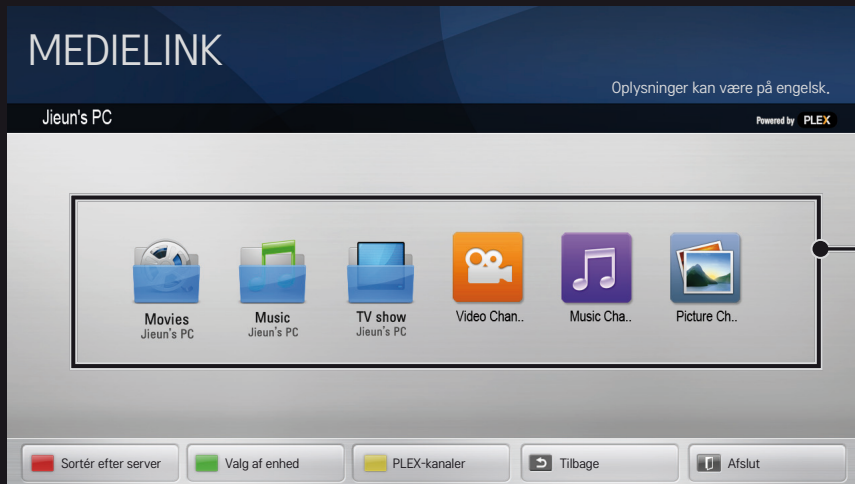 MEDIELINK
Oplysninger kan være på engelsk.
Jieun's PC
Powered by PLEX
Movies
Jieun's PC
Music
Jieun's PC
TV show
Jieun's PC
Video Chan..
Music Cha..
Picture Ch..
Sortér efter server
Valg af enhed
PLEX-kanaler
Tilbage
Afslut